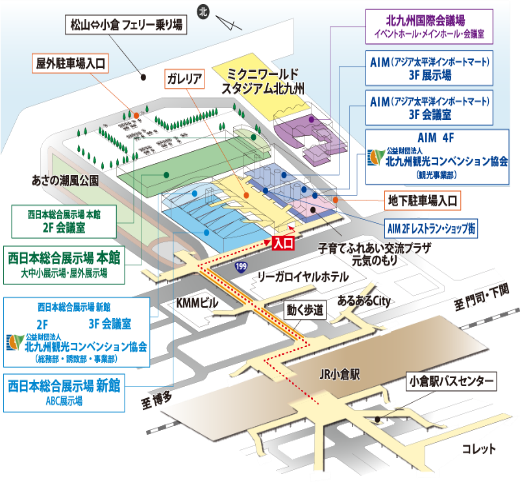 北
松山⇔小倉 フェリー乗り場
屋外駐車場入口
ガレリア
ミクニワールド
スタジアム北九州
北九州国際会議場
イベントホール・メインホール・会議室
AIM(アジア太平洋インポートマート)
3F 展示場
AIM(アジア太平洋インポートマート)
3F 会議室
AIM 4F
公益財団法人
北九州観光コンベンション協会
(観光事業部)
地下駐車場入口
AIM 2F レストラン・ショップ街
子育てふれあい交流プラザ
元気のもり
あさの潮風公園
西日本総合展示場 本館
2F 会議室
西日本総合展示場 本館
大中小展示場・屋外展示場
西日本総合展示場 新館
2F 3F 会議室
公益財団法人
北九州観光コンベンション協会
(総務部・誘致部・事業部)
西日本総合展示場 新館
ABC展示場
入口
199
リーガロイヤルホテル
KMMビル
動く歩道
あるあるCity
至 門司・下関
至 博多
JR小倉駅
小倉駅バスセンター
コレット